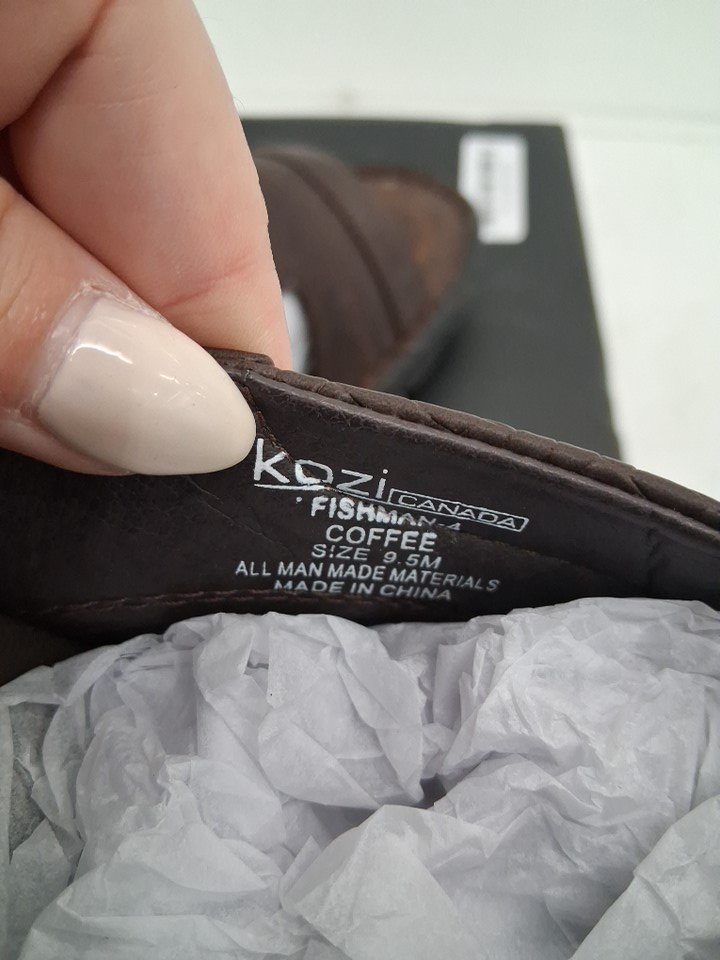 kozi CANADA
FISHMAN-4
COFFEE
SIZE 9.5M
ALL MAN MADE MATERIALS
MADE IN CHINA